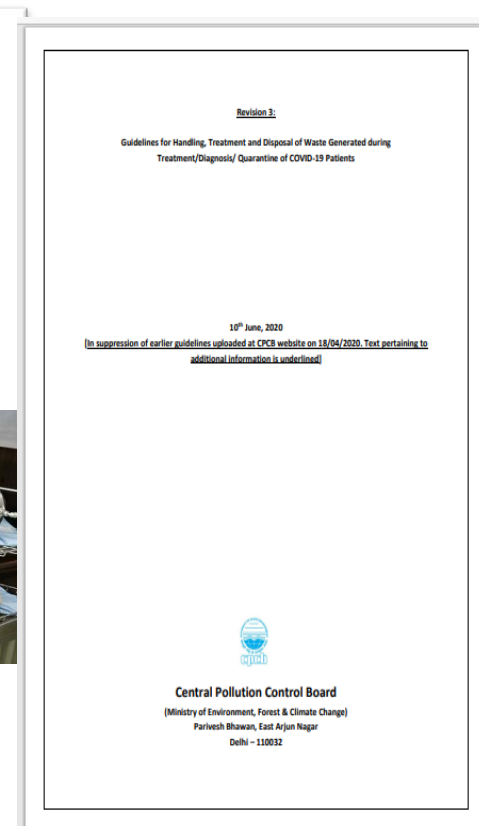 Revision 3:
Guidelines for Handling, Treatment and Disposal of Waste Generated during
Treatment/Diagnosis/ Quarantine of COVID-19 Patients
10th June, 2020
[In suppression of earlier guidelines uploaded at CPCB website on 18/04/2020. Text pertaining to
additional information is underlined]
cpcb
Central Pollution Control Board
(Ministry of Environment, Forest & Climate Change)
Parivesh Bhawan, East Arjun Nagar
Delhi – 110032